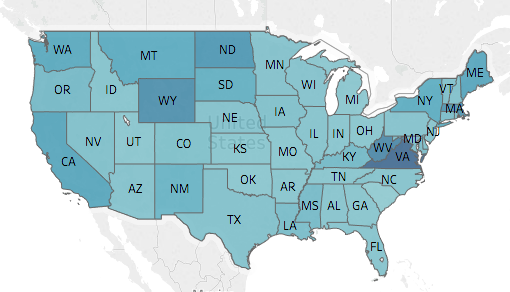 WA
MT
ND
MN
ME
OR
ID
WY
SD
WI
MI
NY
VT
MA
NV
UT
CO
NE
IA
IL
IN
OH
MD
NJ
CA
KS
MO
KY
WV
VA
AZ
NM
OK
AR
TN
NC
TX
LA
MS
AL
GA
FL
United
States